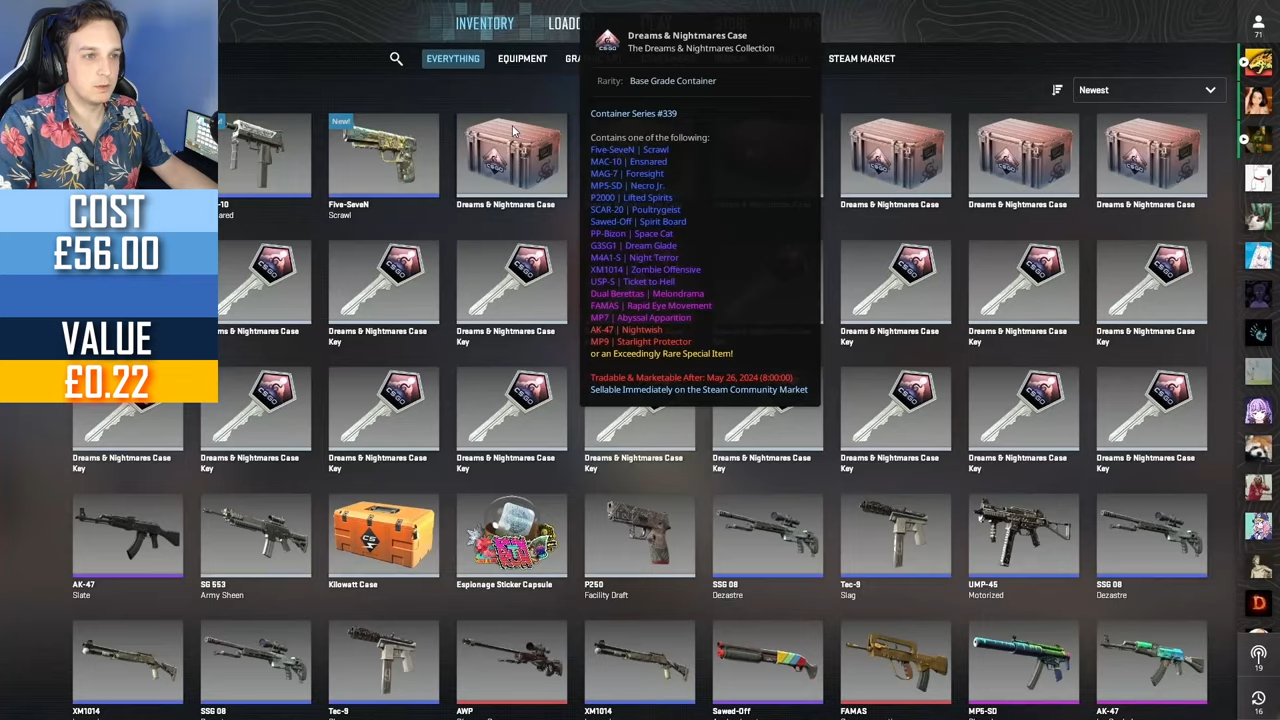 INVENTORY
LOADO
71
Dreams & Nightmares Case
The Dreams & Nightmares Collection
EVERYTHING
EQUIPMENT
GRA
STEAM MARKET
Rarity: Base Grade Container
Newest
Container Series #339
Contains one of the following:
Five-SeveN | Scrawl
MAC-10 | Ensnared
MAG-7 | Foresight
MP5-SD | Necro Jr.
P2000 | Lifted Spirits
SCAR-20 | Poultrygeist
Sawed-Off | Spirit Board
PP-Bizon | Space Cat
G3SG1 | Dream Glade
M4A1-S | Night Terror
XM1014 | Zombie Offensive
USP-S | Ticket to Hell
Dual Berettas | Melondrama
FAMAS | Rapid Eye Movement
MP7 | Abyssal Apparition
AK-47 | Nightwish
MP9 | Starlight Protector
or an Exceedingly Rare Special Item!
Tradable & Marketable After: May 26, 2024 (8:00:00)
Sellable Immediately on the Steam Community Market
New!
-10
ared
Five-SeveN
Scrawl
Dreams & Nightmares Case
Dreams & Nightmares Case
Dreams & Nightmares Case
Dreams & Nightmares Case
COST
£56.00
VALUE
£0.22
Dreams & Nightmares Case
Key
Dreams & Nightmares Case
Key
Dreams & Nightmares Case
Key
Dreams & Nightmares Case
Key
Dreams & Nightmares Case
Key
Dreams & Nightmares Case
Key
Dreams & Nightmares Case
Key
Dreams & Nightmares Case
Key
Dreams & Nightmares Case
Key
Dreams & Nightmares Case
Key
Dreams & Nightmares Case
Key
Dreams & Nightmares Case
Key
Dreams & Nightmares Case
Key
Dreams & Nightmares Case
Key
Dreams & Nightmares Case
Key
AK-47
Slate
SG 553
Army Sheen
Kilowatt Case
Espionage Sticker Capsule
P250
Facility Draft
SSG 08
Dezastre
Tec-9
Slag
UMP-45
Motorized
SSG 08
Dezastre
XM1014
SSG 08
Tec-9
AWP
XM1014
Sawed-Off
FAMAS
MP5-SD
AK-47
19
16